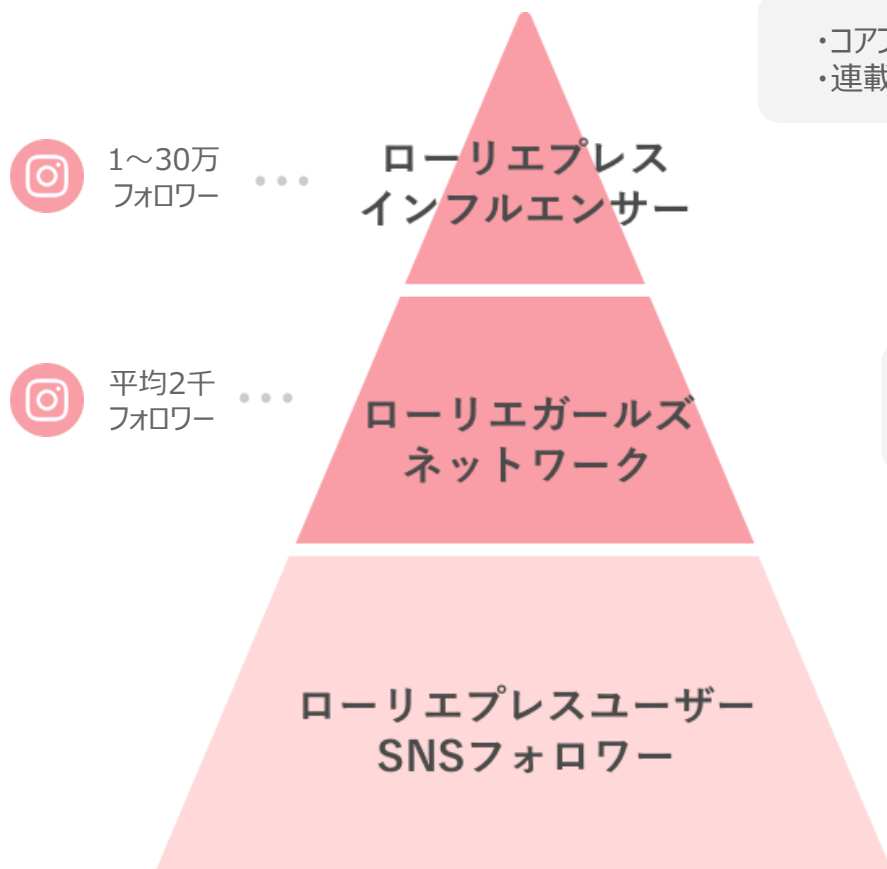 ・コア
・連載
1～30万
フォロワー
ローリエプレス
インフルエンサー
平均2千
フォロワー
ローリエガールズ
ネットワーク
ローリエプレスユーザー
SNSフォロワー